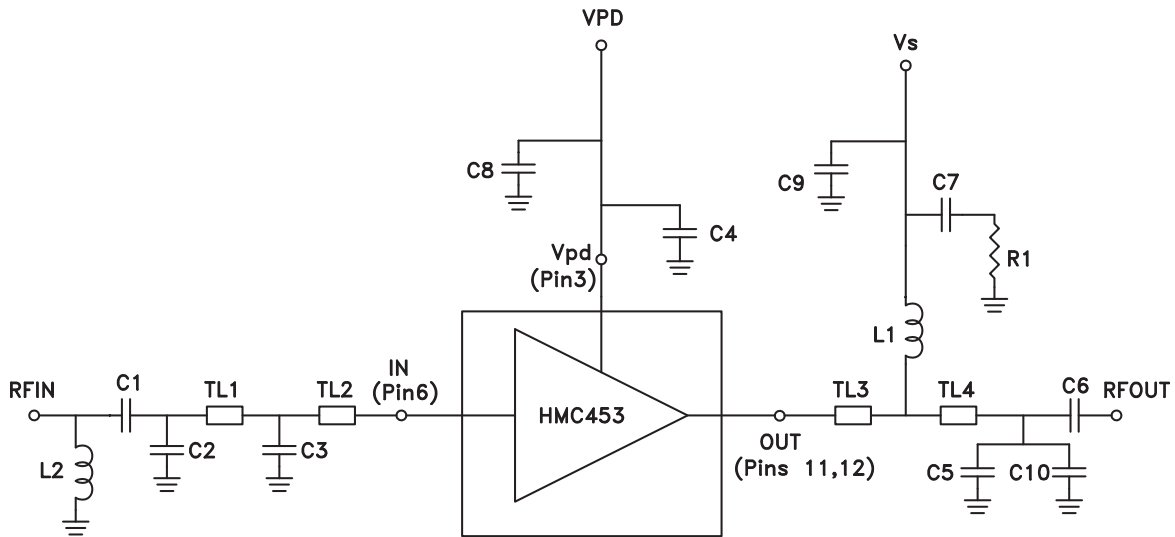 VPD
Vs
C8
C9
C7
C4
Vpd
(Pin3)
R1
L1
RFIN
C1
TL1
TL2
IN
(Pin6)
HMC453
TL3
TL4
C6
RFOUT
L2
C2
C3
OUT
(Pins 11,12)
C5
C10